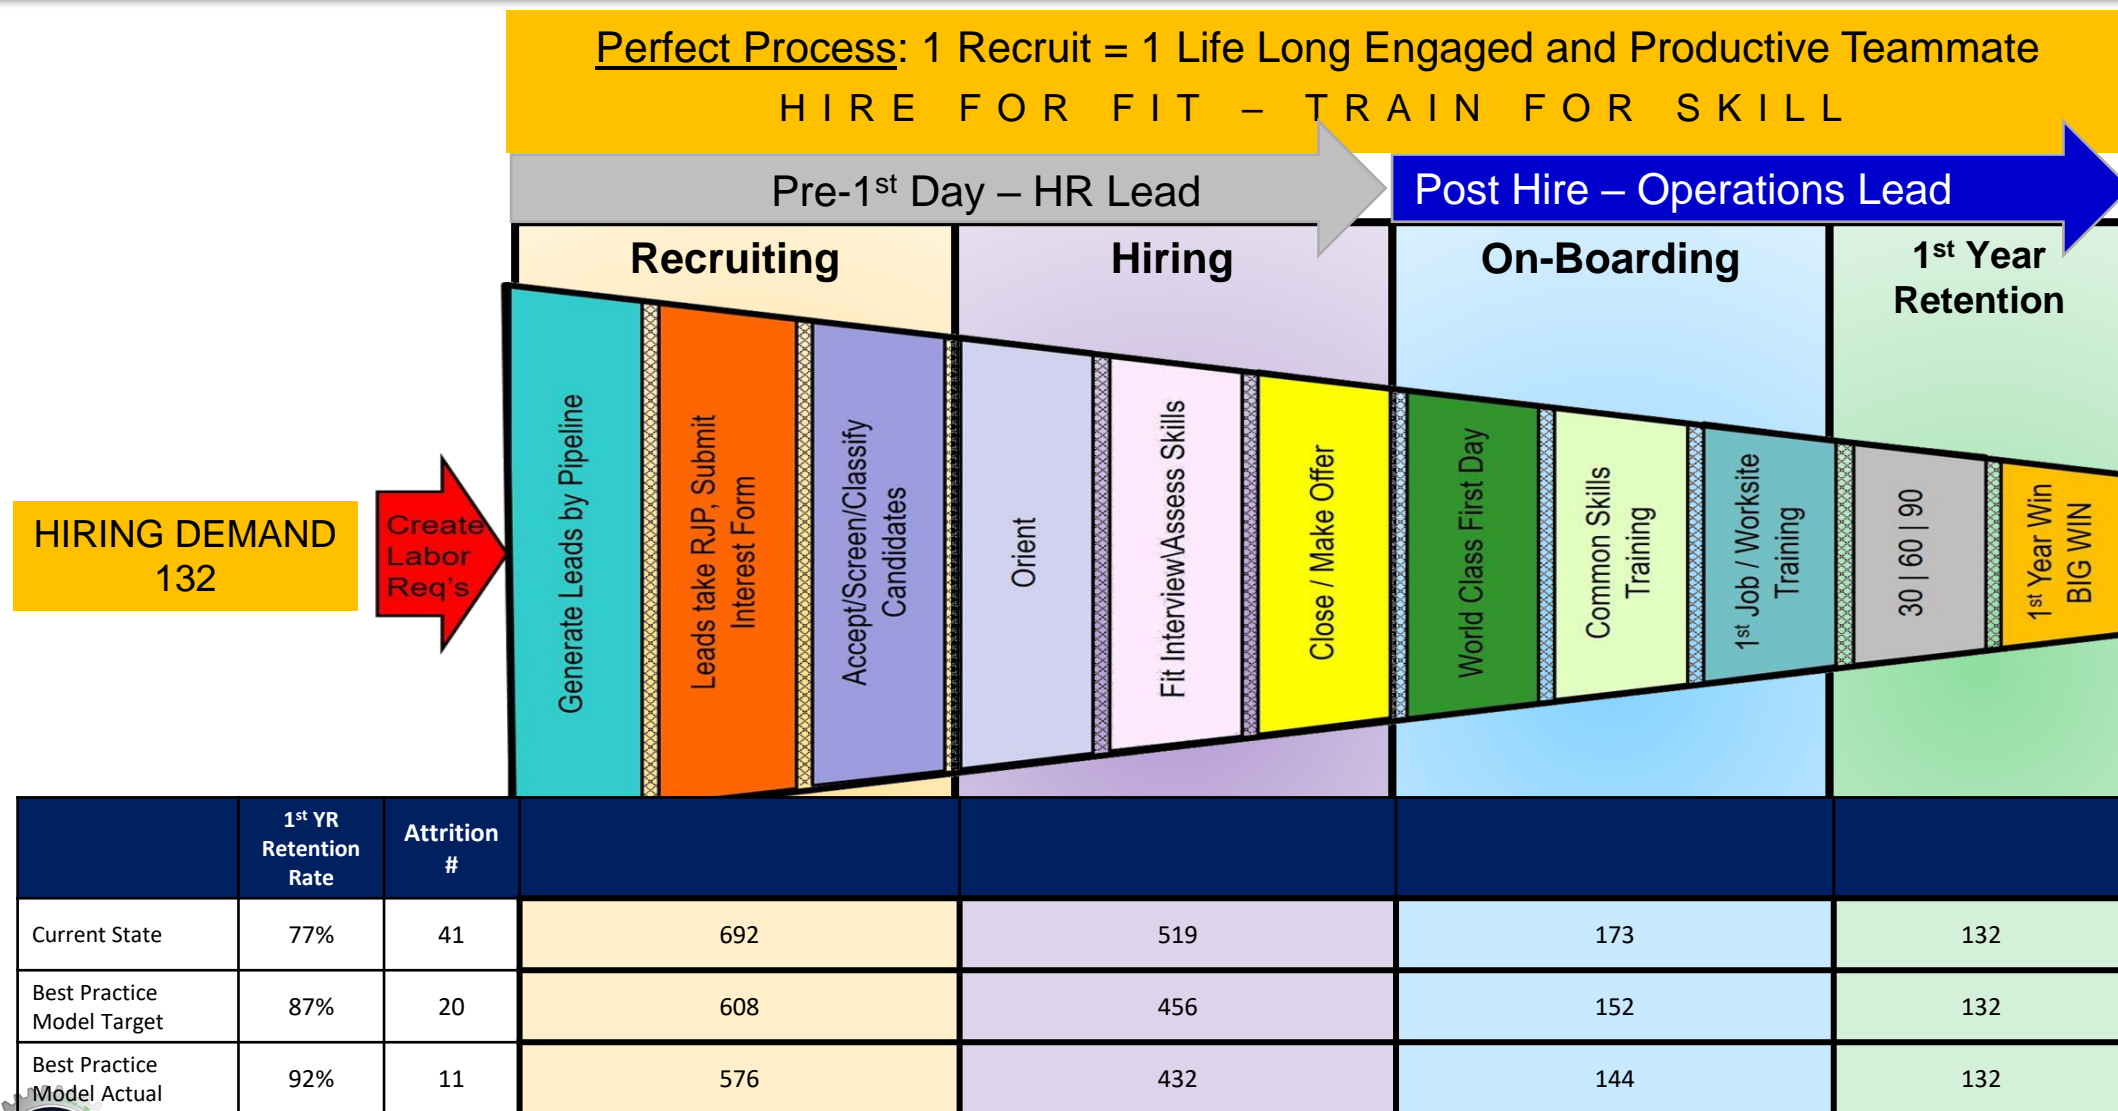 Perfect Process: 1 Recruit = 1 Life Long Engaged and Productive Teammate
HIRE FOR FIT – TRAIN FOR SKILL
Pre-1st Day – HR Lead
Post Hire – Operations Lead
Recruiting
Hiring
On-Boarding
1st Year
Retention
HIRING DEMAND
132
Create
Labor
Req's
Generate Leads by Pipeline
Leads take RJP, Submit
Interest Form
Accept/Screen/Classify
Candidates
Orient
Fit Interview\Assess Skills
Close / Make Offer
World Class First Day
Common Skills
Training
1st Job / Worksite
Training
30 | 60 | 90
1st Year Win
BIG WIN
1st YR
Retention
Rate
Attrition
#
Current State 77% 41 692 519 173 132
Best Practice
Model Target 87% 20 608 456 152 132
Best Practice
Model Actual 92% 11 576 432 144 132